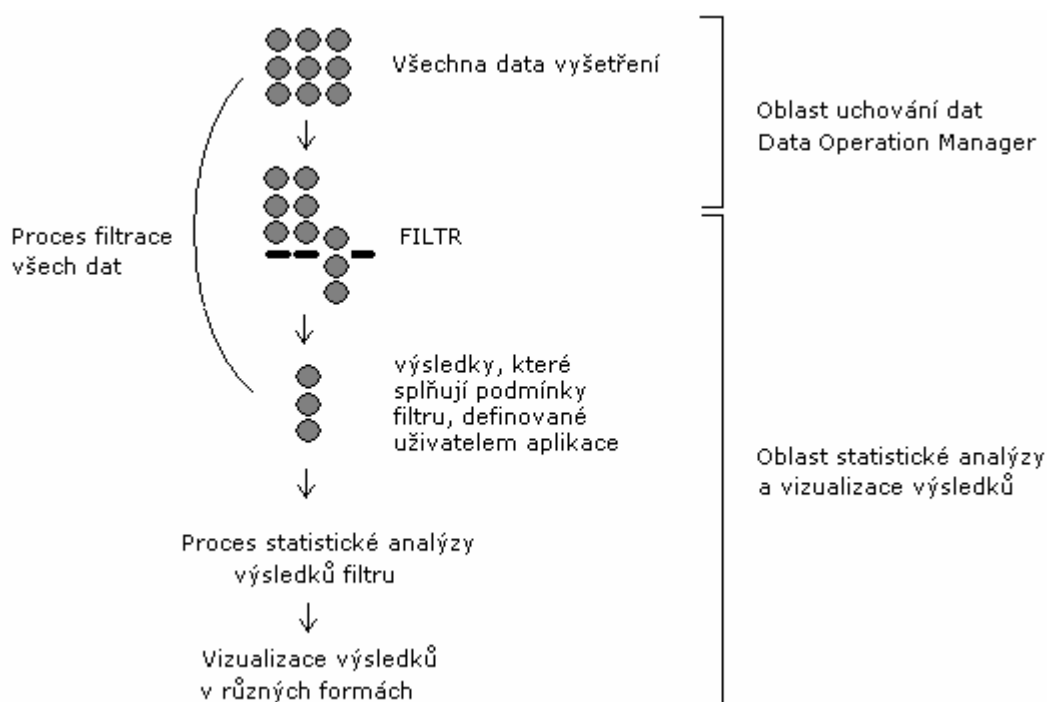 Všechna data vyšetření
Oblast uchování dat
Data Operation Manager
Proces filtrace
všech dat
FILTR
výsledky, které
splňují podmínky
filtru, definované
uživatelem aplikace
Oblast statistické analýzy
a vizualizace výsledků
Proces statistické analýzy
výsledků filtru
Vizualizace výsledků
v různých formách